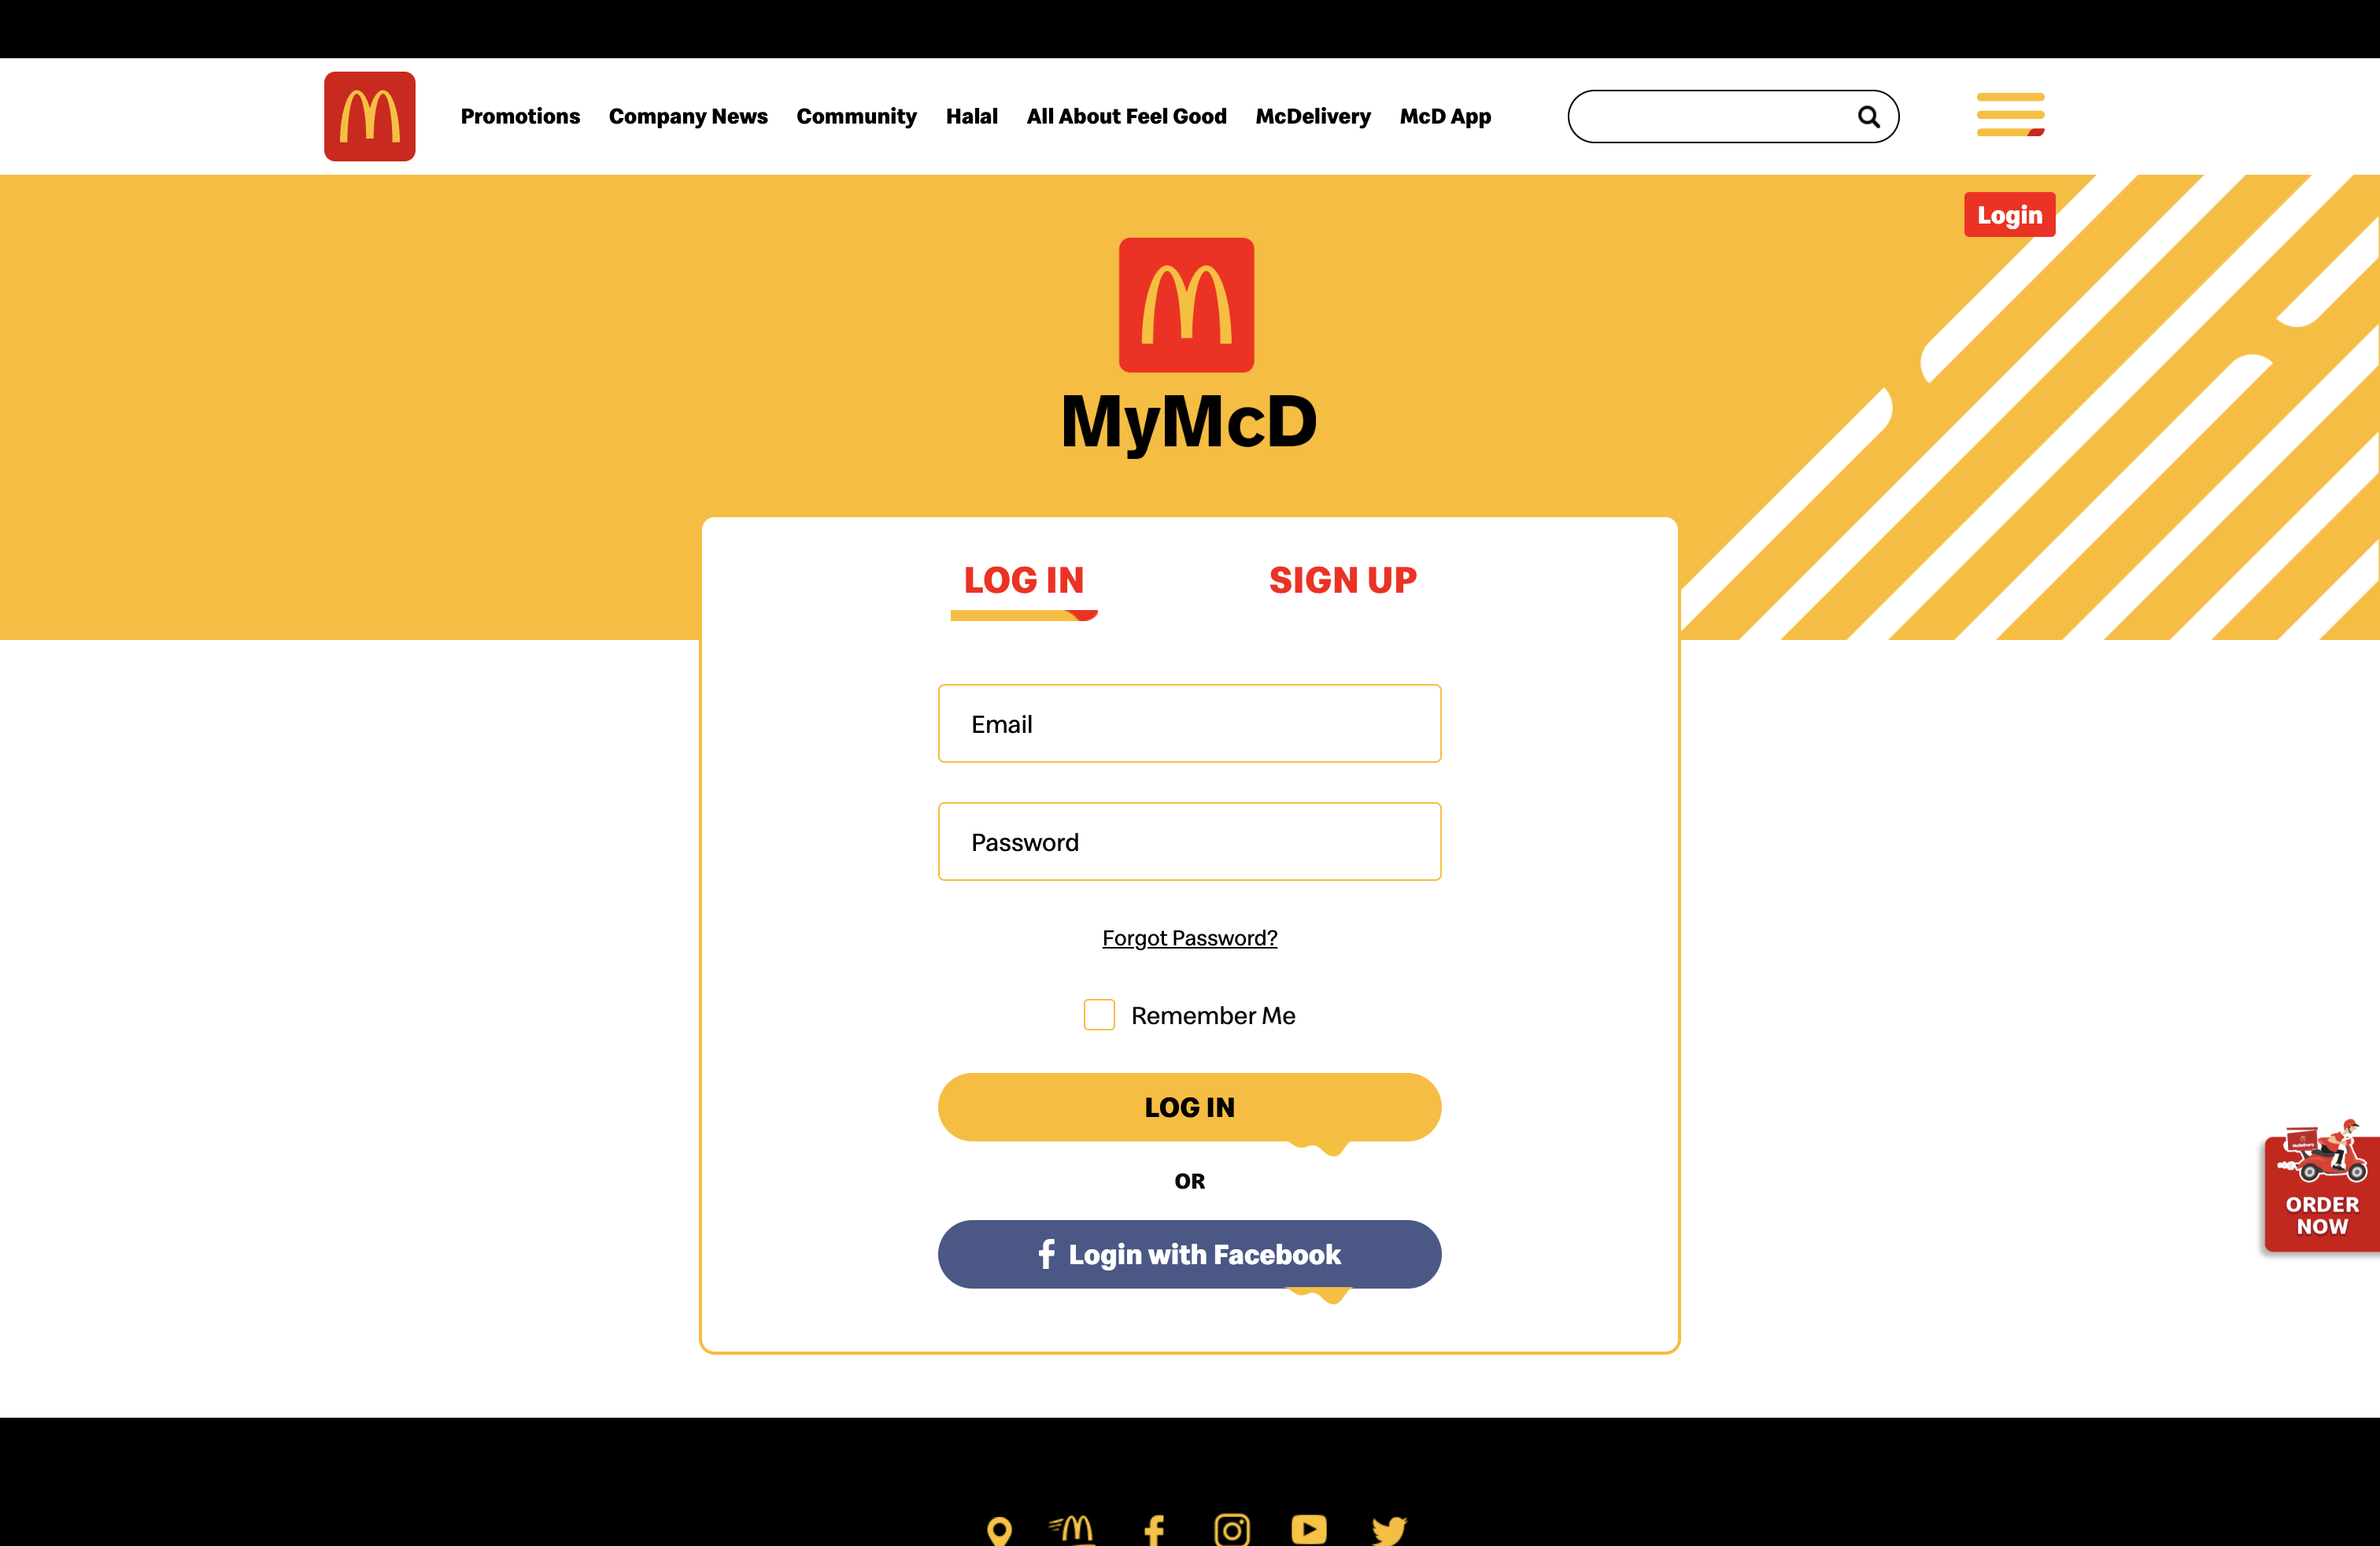 Promotions Company News Community Halal All About Feel Good McDelivery McD App
Login
MyMcD
LOG IN SIGN UP
Email
Password
Forgot Password?
Remember Me
LOG IN
OR
Login with Facebook
ORDER
NOW